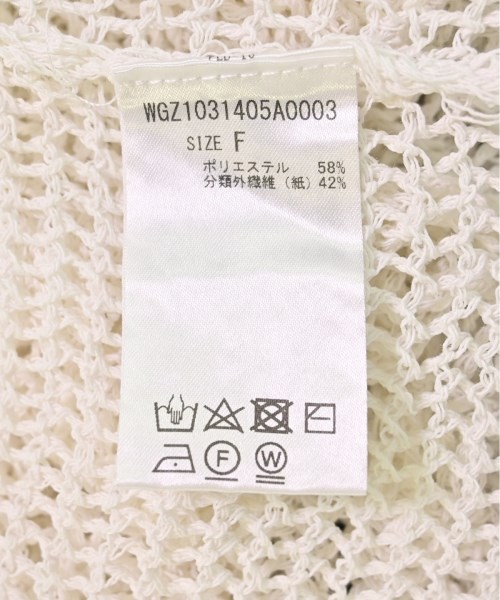 WGZ1031405A0003
SIZE F
ポリエステル 58%
分類外繊維(紙) 42%
F
W